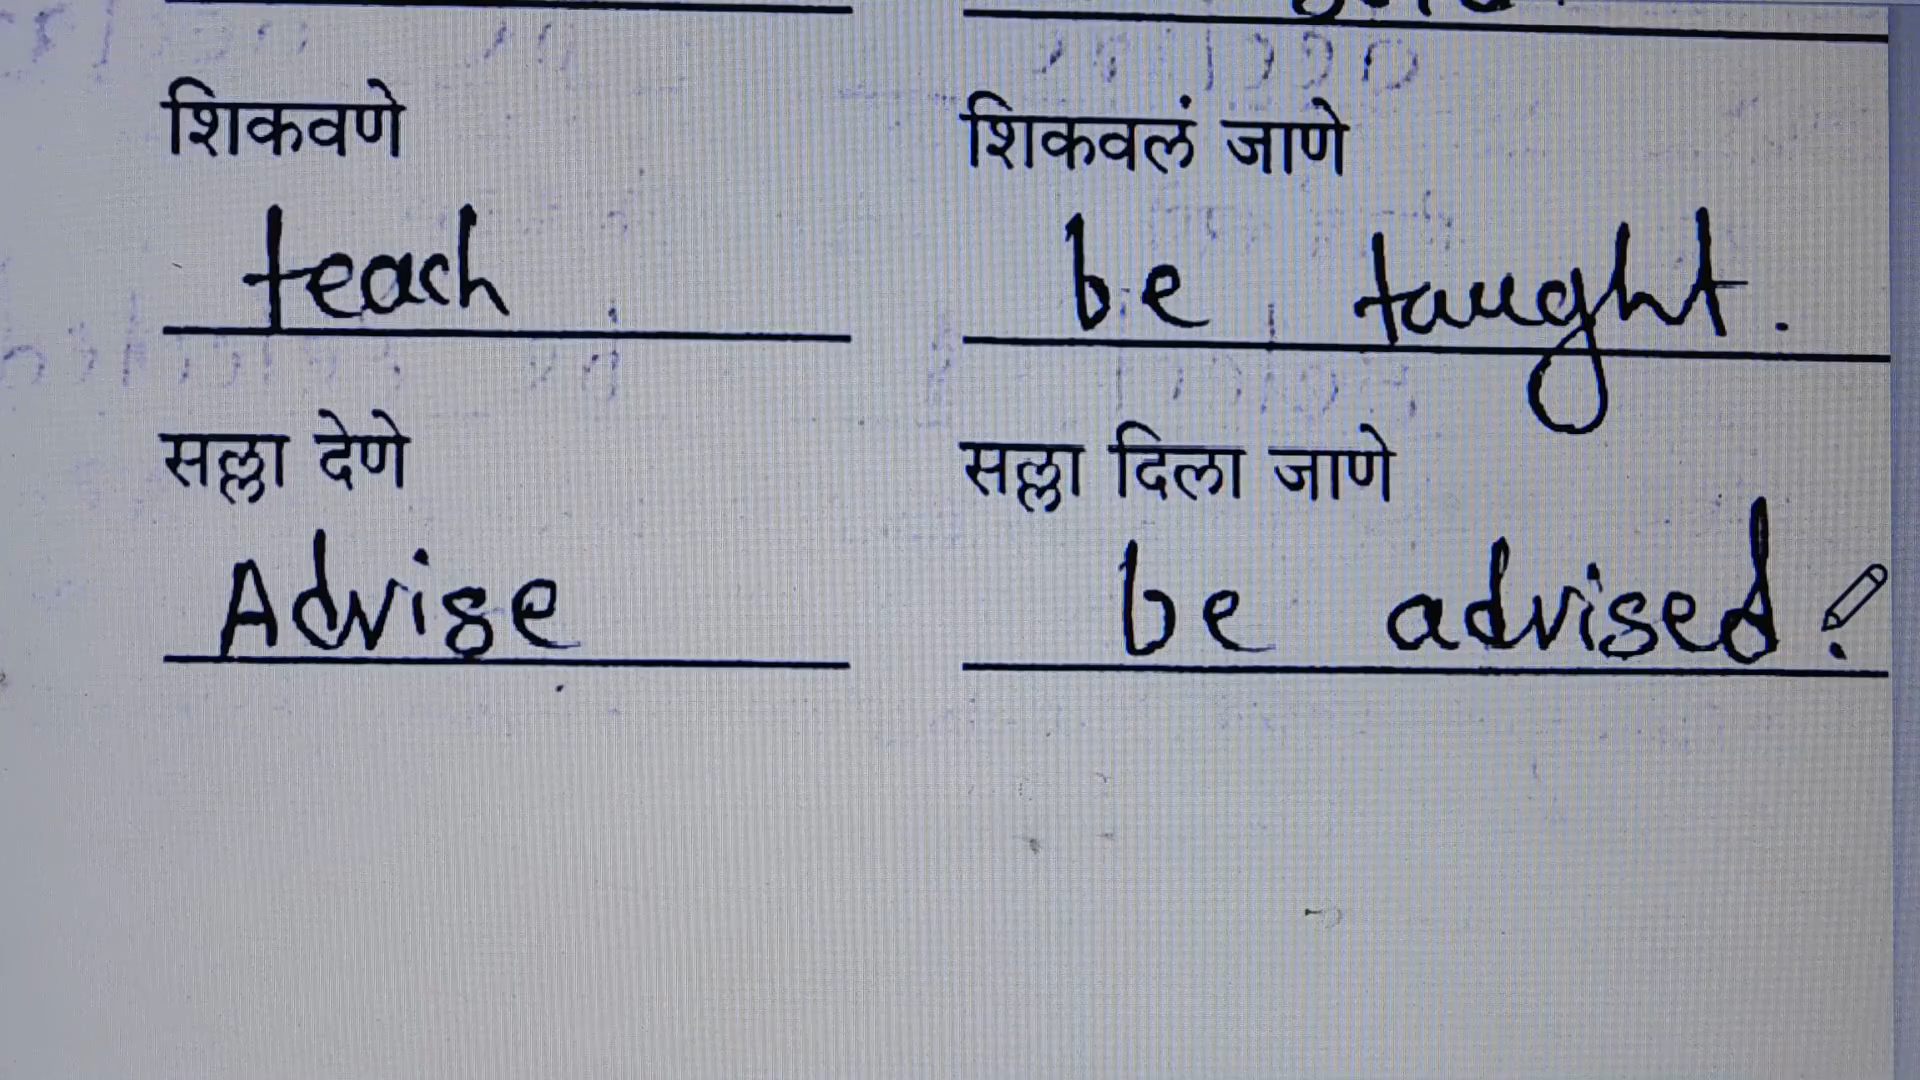 शिकवणे
शिकवलं जाणे
teach
be taught.
सल्ला देणे
सल्ला दिला जाणे
Advise
be advised.